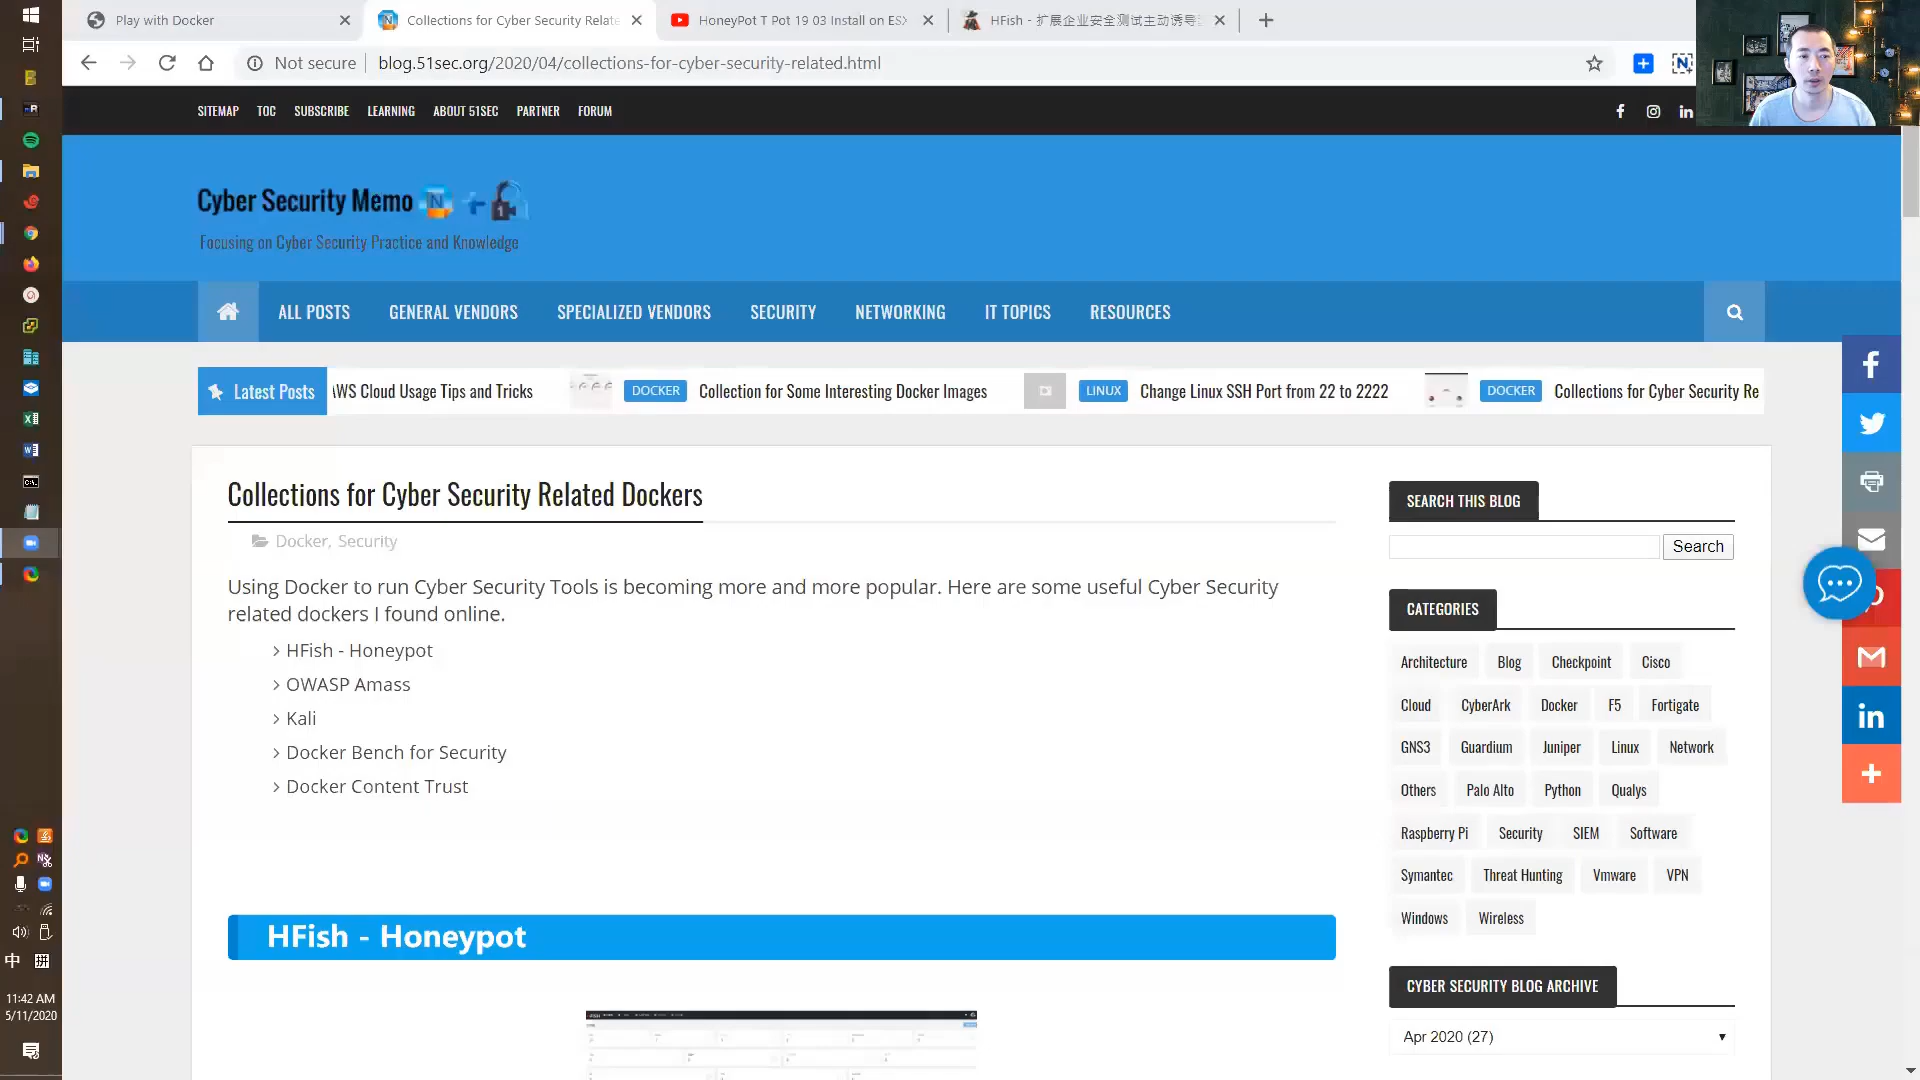 Play with Docker
Collections for Cyber Security Relate
HoneyPot T Pot 19 03 Install on ESX
HFish - 扩展企业安全测试主动诱导
Not secure
blog.51sec.org/2020/04/collections-for-cyber-security-related.html
SITEMAP
TOC
SUBSCRIBE
LEARNING
ABOUT 51SEC
PARTNER
FORUM
Cyber Security Memo
Focusing on Cyber Security Practice and Knowledge
ALL POSTS
GENERAL VENDORS
SPECIALIZED VENDORS
SECURITY
NETWORKING
IT TOPICS
RESOURCES
Latest Posts
AWS Cloud Usage Tips and Tricks
DOCKER
Collection for Some Interesting Docker Images
LINUX
Change Linux SSH Port from 22 to 2222
DOCKER
Collections for Cyber Security Re
Collections for Cyber Security Related Dockers
Docker, Security
Using Docker to run Cyber Security Tools is becoming more and more popular. Here are some useful Cyber Security
related dockers I found online.
HFish - Honeypot
OWASP Amass
Kali
Docker Bench for Security
Docker Content Trust
HFish - Honeypot
SEARCH THIS BLOG
Search
CATEGORIES
Architecture
Blog
Checkpoint
Cisco
Cloud
CyberArk
Docker
F5
Fortigate
GNS3
Guardium
Juniper
Linux
Network
Others
Palo Alto
Python
Qualys
Raspberry Pi
Security
SIEM
Software
Symantec
Threat Hunting
Vmware
VPN
Windows
Wireless
CYBER SECURITY BLOG ARCHIVE
Apr 2020 (27)
中
拼
11:42 AM
5/11/2020